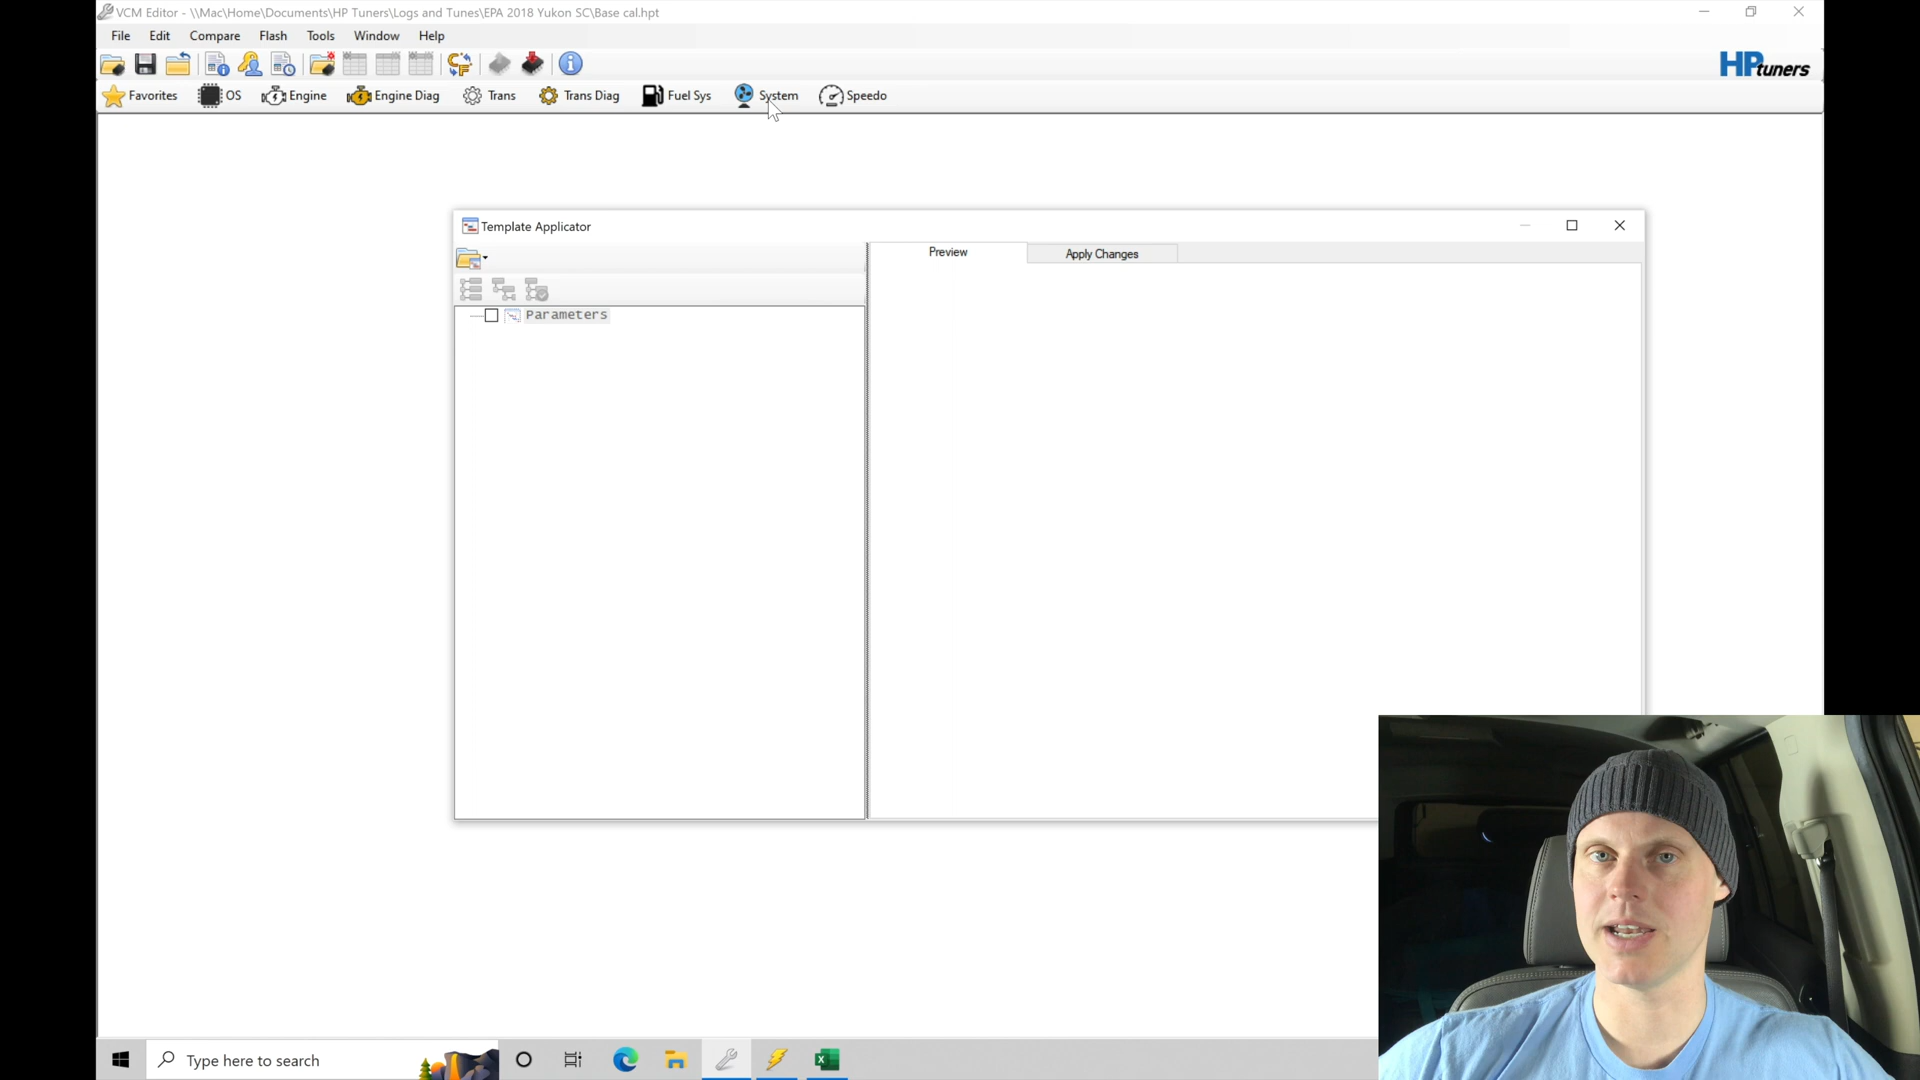 VCM Editor - \\Mac\Home\Documents\HP Tuners\Logs and Tunes\EPA 2018 Yukon SC\Base cal.hpt
File Edit Compare Flash Tools Window Help
HPtuners
Favorites OS Engine Engine Diag Trans Trans Diag Fuel Sys System Speedo
Template Applicator
Preview Apply Changes
Parameters
Type here to search